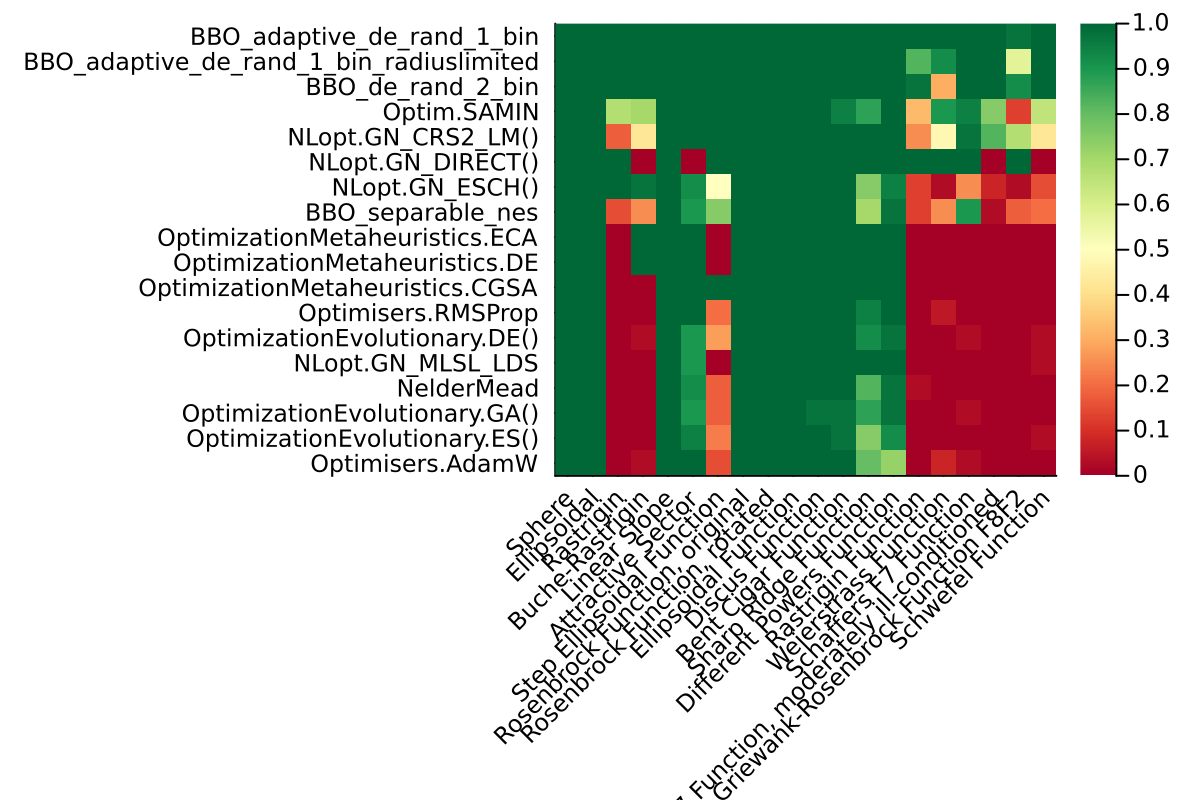 BBO_adaptive_de_rand_1_bin
BBO_adaptive_de_rand_1_bin_radiuslimited
BBO_de_rand_2_bin
Optim.SAMIN
NLopt.GN_CRS2_LM()
NLopt.GN_DIRECT()
NLopt.GN_ESCH()
BBO_separable_nes
OptimizationMetaheuristics.ECA
OptimizationMetaheuristics.DE
OptimizationMetaheuristics.CGSA
Optimisers.RMSProp
OptimizationEvolutionary.DE()
NLopt.GN_MLSL_LDS
NelderMead
OptimizationEvolutionary.GA()
OptimizationEvolutionary.ES()
Optimisers.AdamW
Sphere
Ellipsoidal
Rastrigin
Buche-Rastrigin
Linear Slope
Attractive Sector
Step Ellipsoidal Function
Rosenbrock Function, original
Rosenbrock Function, rotated
Ellipsoidal Function
Discus Function
Bent Cigar Function
Sharp Ridge Function
Different Powers Function
Rastrigin Function
Weierstrass Function
Schaffers F7 Function
Function, moderately ill-conditioned
Griewank-Rosenbrock Function F8F2
Schwefel Function
1.0
0.9
0.8
0.7
0.6
0.5
0.4
0.3
0.2
0.1
0